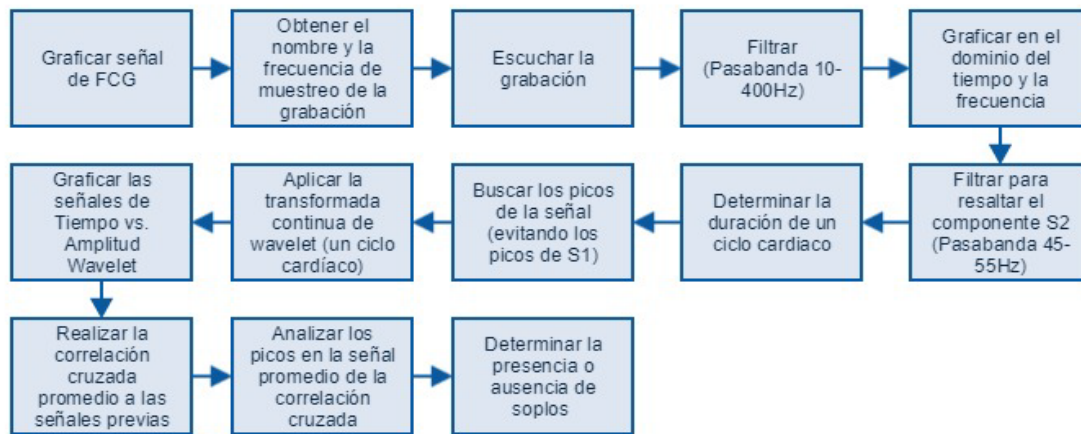 Graficar señal
de FCG
Obtener el
nombre y la
frecuencia de
muestreo de la
grabación
Escuchar la
grabación
Filtrar
(Pasabanda 10-
400Hz)
Graficar en el
dominio del
tiempo y la
frecuencia
Filtrar para
resaltar el
componente S2
(Pasabanda 45-
55Hz)
Determinar la
duración de un
ciclo cardiaco
Buscar los picos
de la señal
(evitando los
picos de S1)
Aplicar la
transformada
continua de
wavelet (un ciclo
cardíaco)
Graficar las
señales de
Tiempo vs.
Amplitud
Wavelet
Realizar la
correlación
cruzada
promedio a las
señales previas
Analizar los
picos en la señal
promedio de la
correlación
cruzada
Determinar la
presencia o
ausencia de
soplos